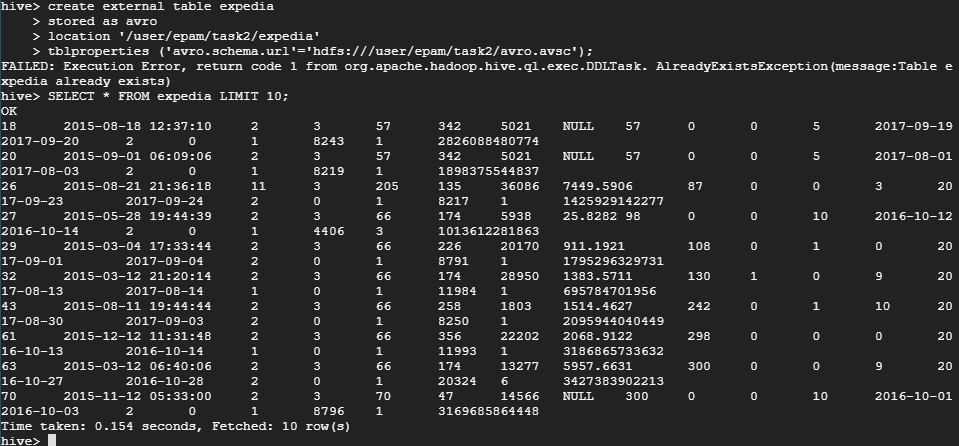 hive> create external table expedia
    > stored as avro
    > location '/user/epam/task2/expedia'
    > tblproperties ('avro.schema.url'='hdfs:///user/epam/task2/avro.avsc');
FAILED: Execution Error, return code 1 from org.apache.hadoop.hive.ql.exec.DDLTask. AlreadyExistsException(message:Table e
xpedia already exists)
hive> SELECT * FROM expedia LIMIT 10;
OK
18      2015-08-18 12:37:10     2       3       57      342     5021    NULL    57      0       0       5       2017-09-19
2017-09-20      2       0       1       8243    1       2826088480774
20      2015-09-01 06:09:06     2       3       57      342     5021    NULL    57      0       0       5       2017-08-01
2017-08-03      2       0       1       8219    1       1898375544837
26      2015-08-21 21:36:18     11      3       205     135     36086   7449.5906       87      0       0       3       20
17-09-23        2017-09-24      2       0       1       8217    1       1425929142277
27      2015-05-28 19:44:39     2       3       66      174     5938    25.8282 98      0       0       10      2016-10-12
2016-10-14      2       0       1       4406    3       1013612281863
29      2015-03-04 17:33:44     2       3       66      226     20170   911.1921        108     0       1       0       20
17-09-01        2017-09-04      2       0       1       8791    1       1795296329731
32      2015-03-12 21:20:14     2       3       66      174     28950   1383.5711       130     1       0       9       20
17-08-13        2017-08-14      1       0       1       11984   1       695784701956
43      2015-08-11 19:44:44     2       3       66      258     1803    1514.4627       242     0       1       10      20
17-08-30        2017-09-03      2       0       1       8250    1       2095944040449
61      2015-12-12 11:31:48     2       3       66      356     22202   2068.9122       298     0       0       0       20
16-10-13        2016-10-14      1       0       1       11993   1       3186865733632
63      2015-03-12 06:40:06     2       3       66      174     13277   5957.6631       300     0       0       9       20
16-10-27        2016-10-28      2       0       1       20324   6       3427383902213
70      2015-11-12 05:33:00     2       3       70      47      14566   NULL    300     0       0       10      2016-10-01
2016-10-03      2       0       1       8796    1       3169685864448
Time taken: 0.154 seconds, Fetched: 10 row(s)
hive>